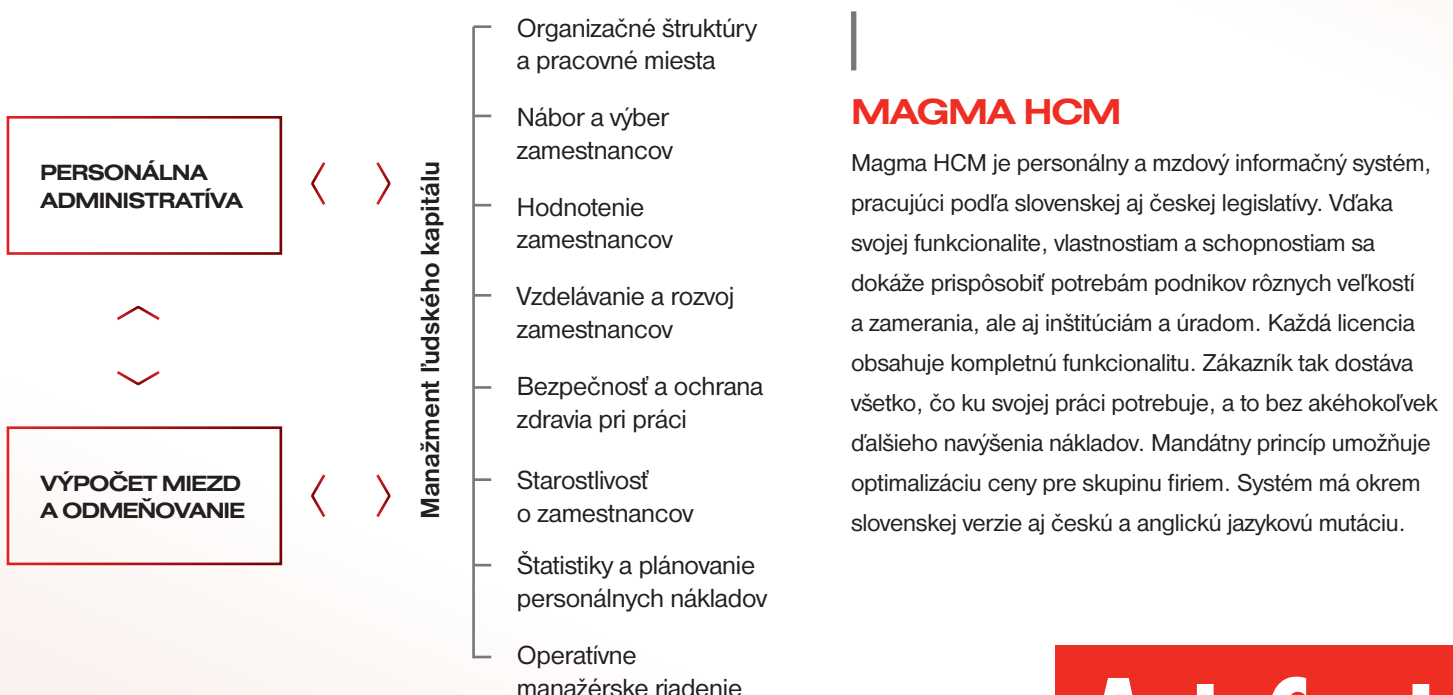 PERSONÁLNA
ADMINISTRATÍVA
VÝPOČET MIEZD
A ODMEŇOVANIE
Manažment ľudského kapitálu
Organizačné štruktúry
a pracovné miesta
Nábor a výber
zamestnancov
Hodnotenie
zamestnancov
Vzdelávanie a rozvoj
zamestnancov
Bezpečnosť a ochrana
zdravia pri práci
Starostlivosť
o zamestnancov
Štatistiky a plánovanie
personálnych nákladov
Operatívne
manažérske riadenie
MAGMA HCM
Magma HCM je personálny a mzdový informačný systém,
pracujúci podľa slovenskej aj českej legislatívy. Vďaka
svojej funkcionalite, vlastnostiam a schopnostiam sa
dokáže prispôsobiť potrebám podnikov rôznych veľkostí
a zamerania, ale aj inštitúciám a úradom. Každá licencia
obsahuje kompletnú funkcionalitu. Zákazník tak dostáva
všetko, čo ku svojej práci potrebuje, a to bez akéhokoľvek
ďalšieho navýšenia nákladov. Mandátny princíp umožňuje
optimalizáciu ceny pre skupinu firiem. Systém má okrem
slovenskej verzie aj českú a anglickú jazykovú mutáciu.